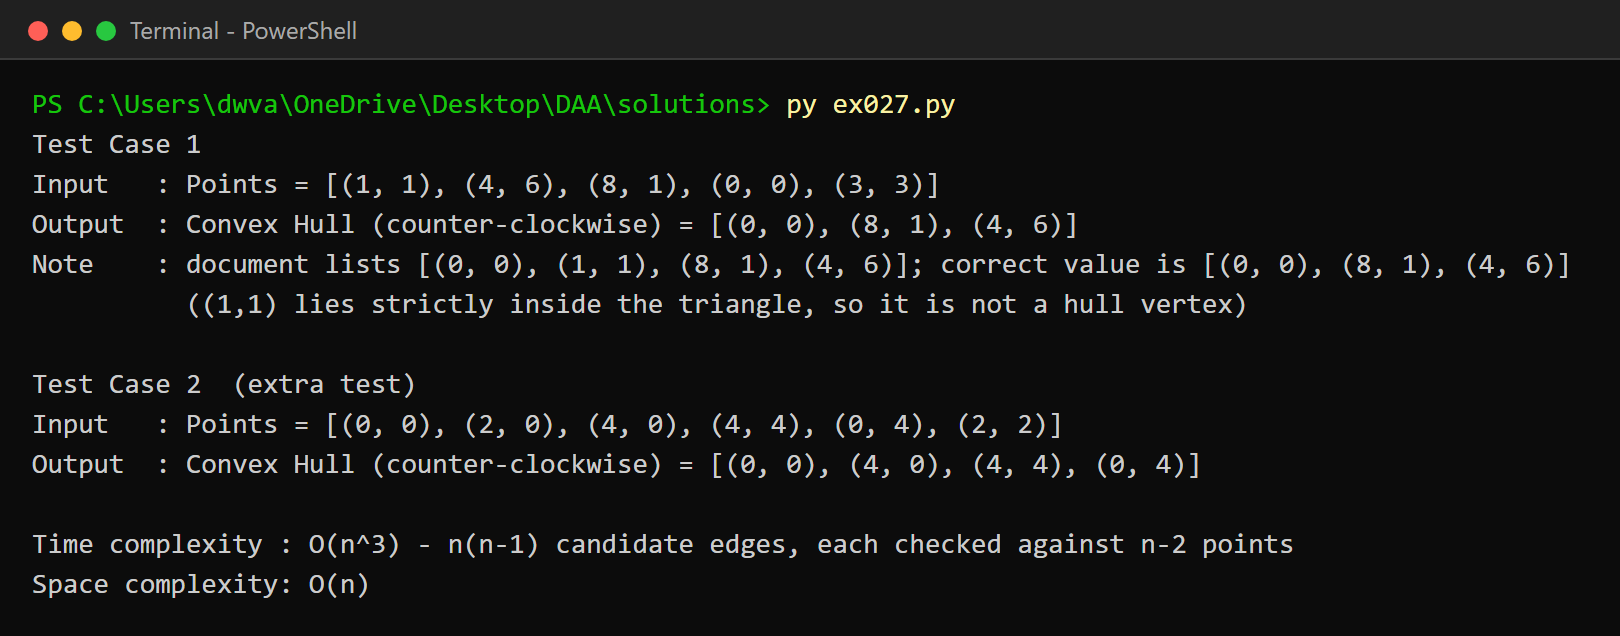 Terminal - PowerShell
PS C:\Users\dwva\OneDrive\Desktop\DAA\solutions> py ex027.py
Test Case 1
Input   : Points = [(1, 1), (4, 6), (8, 1), (0, 0), (3, 3)]
Output  : Convex Hull (counter-clockwise) = [(0, 0), (8, 1), (4, 6)]
Note    : document lists [(0, 0), (1, 1), (8, 1), (4, 6)]; correct value is [(0, 0), (8, 1), (4, 6)]
          ((1,1) lies strictly inside the triangle, so it is not a hull vertex)
Test Case 2  (extra test)
Input   : Points = [(0, 0), (2, 0), (4, 0), (4, 4), (0, 4), (2, 2)]
Output  : Convex Hull (counter-clockwise) = [(0, 0), (4, 0), (4, 4), (0, 4)]
Time complexity : O(n^3) - n(n-1) candidate edges, each checked against n-2 points
Space complexity: O(n)